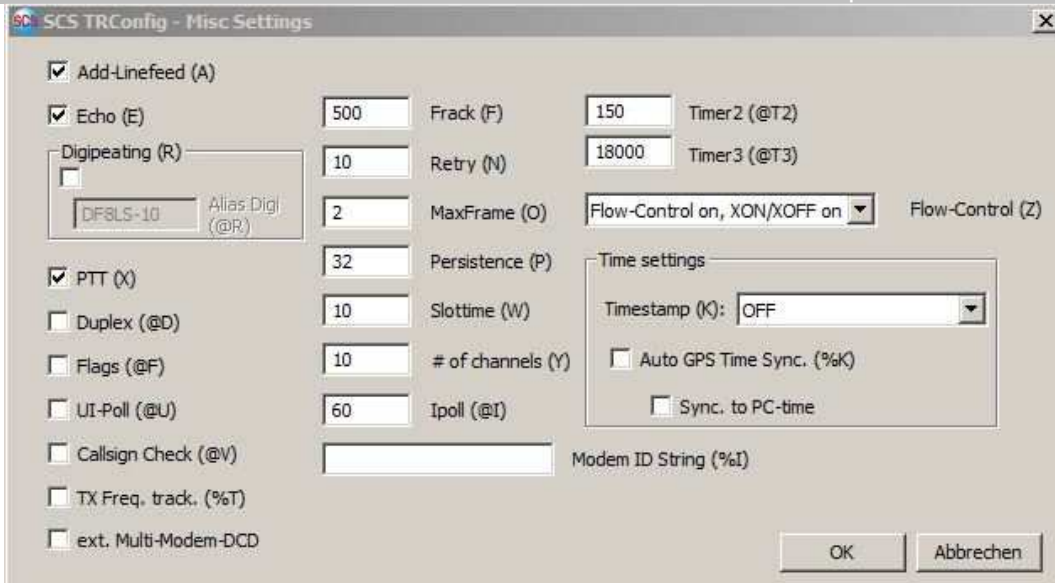 SCS SCS TRConfig - Misc Settings
Add-Linefeed (A)
Echo (E)
Digipeating (R)
DF8LS-10 Alias Digi
(@R)
PTT (X)
Duplex (@D)
Flags (@F)
UI-Poll (@U)
Callsign Check (@V)
TX Freq. track. (%T)
ext. Multi-Modem-DCD
500 Frack (F)
10 Retry (N)
2 MaxFrame (O)
32 Persistence (P)
10 Slottime (W)
10 # of channels (Y)
60 Ipoll (@I)
Modem ID String (%I)
150 Timer2 (@T2)
18000 Timer3 (@T3)
Flow-Control on, XON/XOFF on Flow-Control (Z)
Time settings
Timestamp (K): OFF
Auto GPS Time Sync. (%K)
Sync. to PC-time
OK Abbrechen